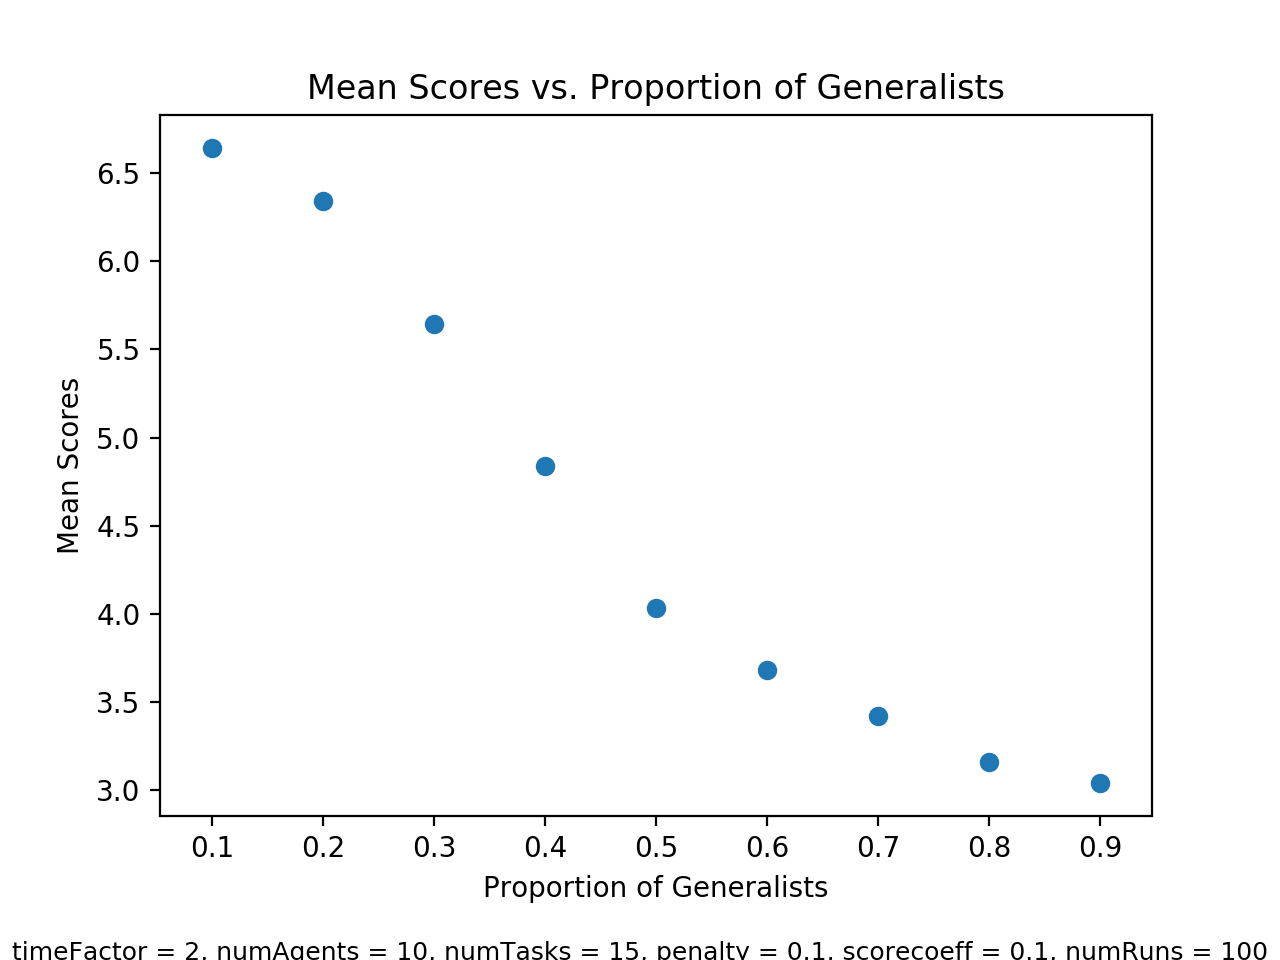 Mean Scores vs. Proportion of Generalists
6.5
6.0
5.5
5.0
4.5
4.0
3.5
3.0
Mean Scores
0.1 0.2 0.3 0.4 0.5 0.6 0.7 0.8 0.9
Proportion of Generalists
timeFactor = 2, numAgents = 10, numTasks = 15, penalty = 0.1, scorecoeff = 0.1, numRuns = 100